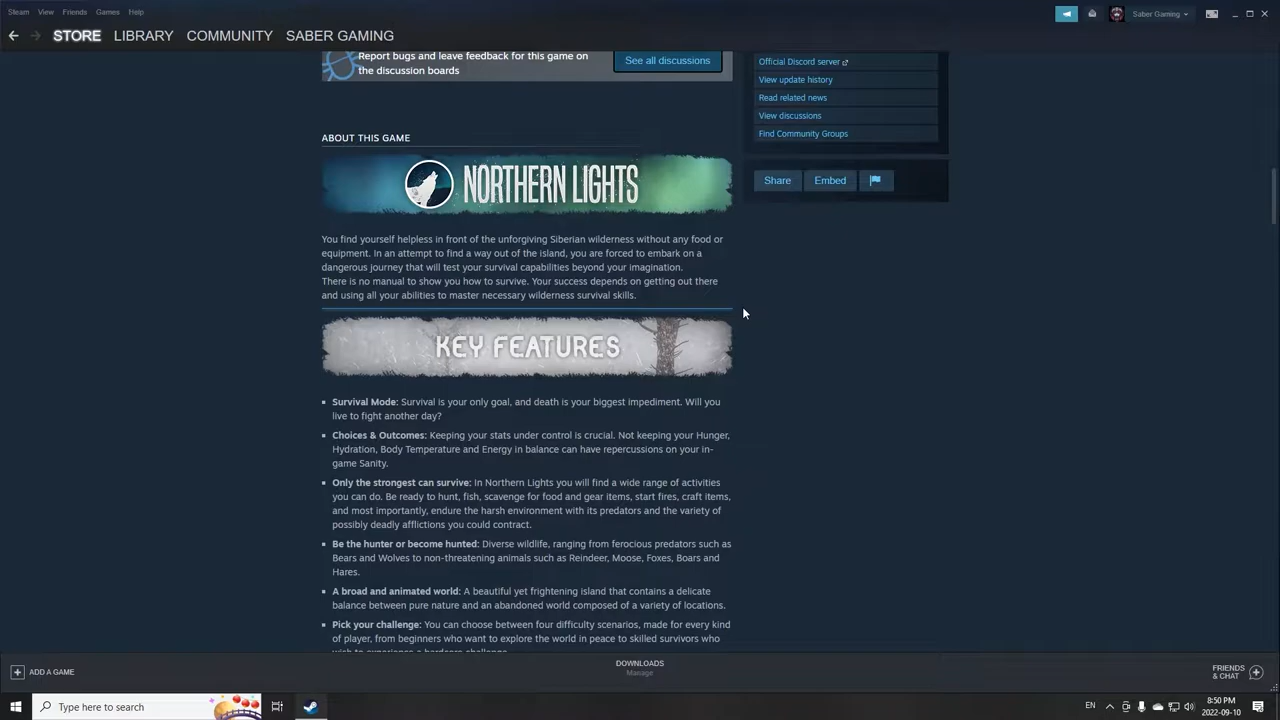 Steam View Friends Games Help
Saber Gaming
STORE LIBRARY COMMUNITY SABER GAMING
Report bugs and leave feedback for this game on
the discussion boards
See all discussions
Official Discord server
View update history
Read related news
View discussions
Find Community Groups
Share Embed
ABOUT THIS GAME
NORTHERN LIGHTS
You find yourself helpless in front of the unforgiving Siberian wilderness without any food or
equipment. In an attempt to find a way out of the island, you are forced to embark on a
dangerous journey that will test your survival capabilities beyond your imagination.
There is no manual to show you how to survive. Your success depends on getting out there
and using all your abilities to master necessary wilderness survival skills.
KEY FEATURES
Survival Mode: Survival is your only goal, and death is your biggest impediment. Will you
live to fight another day?
Choices & Outcomes: Keeping your stats under control is crucial. Not keeping your Hunger,
Hydration, Body Temperature and Energy in balance can have repercussions on your in-
game Sanity.
Only the strongest can survive: In Northern Lights you will find a wide range of activities
you can do. Be ready to hunt, fish, scavenge for food and gear items, start fires, craft items,
and most importantly, endure the harsh environment with its predators and the variety of
possibly deadly afflictions you could contract.
Be the hunter or become hunted: Diverse wildlife, ranging from ferocious predators such as
Bears and Wolves to non-threatening animals such as Reindeer, Moose, Foxes, Boars and
Hares.
A broad and animated world: A beautiful yet frightening island that contains a delicate
balance between pure nature and an abandoned world composed of a variety of locations.
Pick your challenge: You can choose between four difficulty scenarios, made for every kind
of player, from beginners who want to explore the world in peace to skilled survivors who
wish to experience a hardcore challenge.
ADD A GAME
DOWNLOADS
Manage
FRIENDS
& CHAT
Type here to search
EN
8:50 PM
2022-09-10